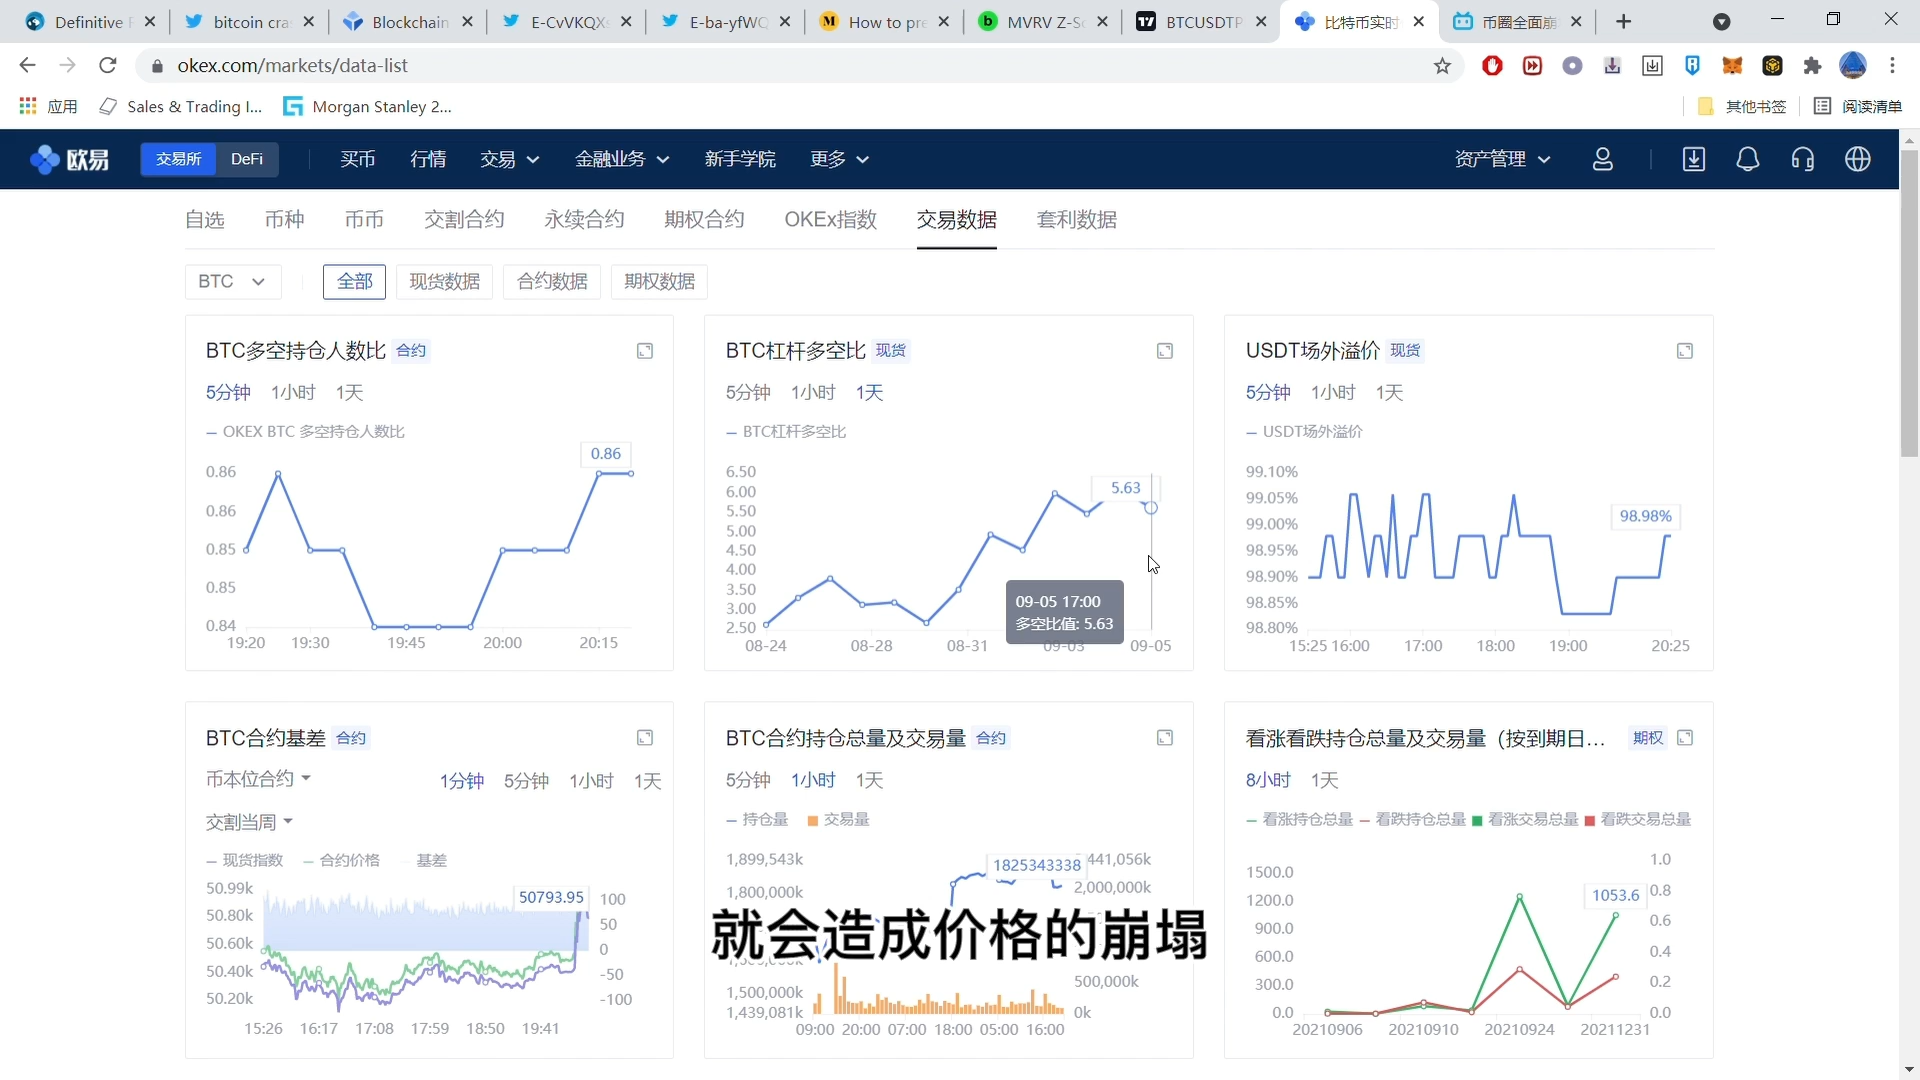 Definitive F
bitcoin cra
Blockchain
E-CvVKQX
E-ba-yfWQ
How to pre
MVRV Z-Sc
BTCUSDTP
比特币实时
币圈全面崩
okex.com/markets/data-list
应用
Sales & Trading I...
Morgan Stanley 2...
其他书签
阅读清单
欧易
交易所 DeFi
买币 行情 交易 金融业务 新手学院 更多
资产管理
自选 币种 币币 交割合约 永续合约 期权合约 OKEx指数 交易数据 套利数据
BTC 全部 现货数据 合约数据 期权数据
BTC多空持仓人数比 合约
5分钟 1小时 1天
OKEX BTC 多空持仓人数比
0.86
0.86
0.86
0.85
0.85
0.84
19:20 19:30 19:45 20:00 20:15
BTC杠杆多空比 现货
5分钟 1小时 1天
BTC杠杆多空比
5.63
6.50
6.00
5.50
5.00
4.50
4.00
3.50
3.00
2.50
09-05 17:00
多空比值: 5.63
08-24 08-28 08-31 09-03 09-05
USDT场外溢价 现货
5分钟 1小时 1天
USDT场外溢价
98.98%
99.10%
99.05%
99.00%
98.95%
98.90%
98.85%
98.80%
15:25 16:00 17:00 18:00 19:00 20:25
BTC合约基差 合约
币本位合约 1分钟 5分钟 1小时 1天
交割当周
现货指数 合约价格 基差
50793.95
50.99k
50.80k
50.60k
50.40k
50.20k
100
50
0
-50
-100
15:26 16:17 17:08 17:59 18:50 19:41
BTC合约持仓总量及交易量 合约
5分钟 1小时 1天
持仓量 交易量
1825343338
1,899,543k
1,800,000k
1,500,000k
1,439,081k
441,056k
2,000,000k
500,000k
0k
09:00 20:00 07:00 18:00 05:00 16:00
看涨看跌持仓总量及交易量（按到期日... 期权
8小时 1天
看涨持仓总量 看跌持仓总量 看涨交易总量 看跌交易总量
1053.6
1500.0
1200.0
900.0
600.0
300.0
0.0
1.0
0.8
0.6
0.4
0.2
0.0
20210906 20210910 20210924 20211231
就会造成价格的崩塌